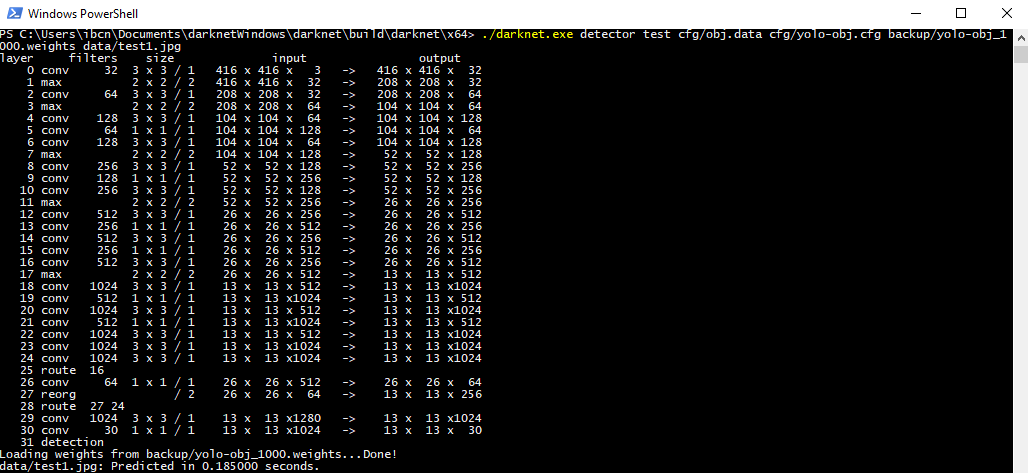 Windows PowerShell
PS C:\Users\ibcn\Documents\darknetWindows\darknet\build\darknet\x64> ./darknet.exe detector test cfg/obj.data cfg/yolo-obj.cfg backup/yolo-obj_1
000.weights data/test1.jpg
layer     filters    size              input                output
    0 conv     32  3 x 3 / 1   416 x 416 x   3   ->   416 x 416 x  32
    1 max          2 x 2 / 2   416 x 416 x  32   ->   208 x 208 x  32
    2 conv     64  3 x 3 / 1   208 x 208 x  32   ->   208 x 208 x  64
    3 max          2 x 2 / 2   208 x 208 x  64   ->   104 x 104 x  64
    4 conv    128  3 x 3 / 1   104 x 104 x  64   ->   104 x 104 x 128
    5 conv     64  1 x 1 / 1   104 x 104 x 128   ->   104 x 104 x  64
    6 conv    128  3 x 3 / 1   104 x 104 x  64   ->   104 x 104 x 128
    7 max          2 x 2 / 2   104 x 104 x 128   ->    52 x  52 x 128
    8 conv    256  3 x 3 / 1    52 x  52 x 128   ->    52 x  52 x 256
    9 conv    128  1 x 1 / 1    52 x  52 x 256   ->    52 x  52 x 128
   10 conv    256  3 x 3 / 1    52 x  52 x 128   ->    52 x  52 x 256
   11 max          2 x 2 / 2    52 x  52 x 256   ->    26 x  26 x 256
   12 conv    512  3 x 3 / 1    26 x  26 x 256   ->    26 x  26 x 512
   13 conv    256  1 x 1 / 1    26 x  26 x 512   ->    26 x  26 x 256
   14 conv    512  3 x 3 / 1    26 x  26 x 256   ->    26 x  26 x 512
   15 conv    256  1 x 1 / 1    26 x  26 x 512   ->    26 x  26 x 256
   16 conv    512  3 x 3 / 1    26 x  26 x 256   ->    26 x  26 x 512
   17 max          2 x 2 / 2    26 x  26 x 512   ->    13 x  13 x 512
   18 conv   1024  3 x 3 / 1    13 x  13 x 512   ->    13 x  13 x1024
   19 conv    512  1 x 1 / 1    13 x  13 x1024   ->    13 x  13 x 512
   20 conv   1024  3 x 3 / 1    13 x  13 x 512   ->    13 x  13 x1024
   21 conv    512  1 x 1 / 1    13 x  13 x1024   ->    13 x  13 x 512
   22 conv   1024  3 x 3 / 1    13 x  13 x 512   ->    13 x  13 x1024
   23 conv   1024  3 x 3 / 1    13 x  13 x1024   ->    13 x  13 x1024
   24 conv   1024  3 x 3 / 1    13 x  13 x1024   ->    13 x  13 x1024
   25 route  16
   26 conv     64  1 x 1 / 1    26 x  26 x 512   ->    26 x  26 x  64
   27 reorg              / 2    26 x  26 x  64   ->    13 x  13 x 256
   28 route  27 24
   29 conv   1024  3 x 3 / 1    13 x  13 x1280   ->    13 x  13 x1024
   30 conv     30  1 x 1 / 1    13 x  13 x1024   ->    13 x  13 x  30
   31 detection
Loading weights from backup/yolo-obj_1000.weights...Done!
data/test1.jpg: Predicted in 0.185000 seconds.